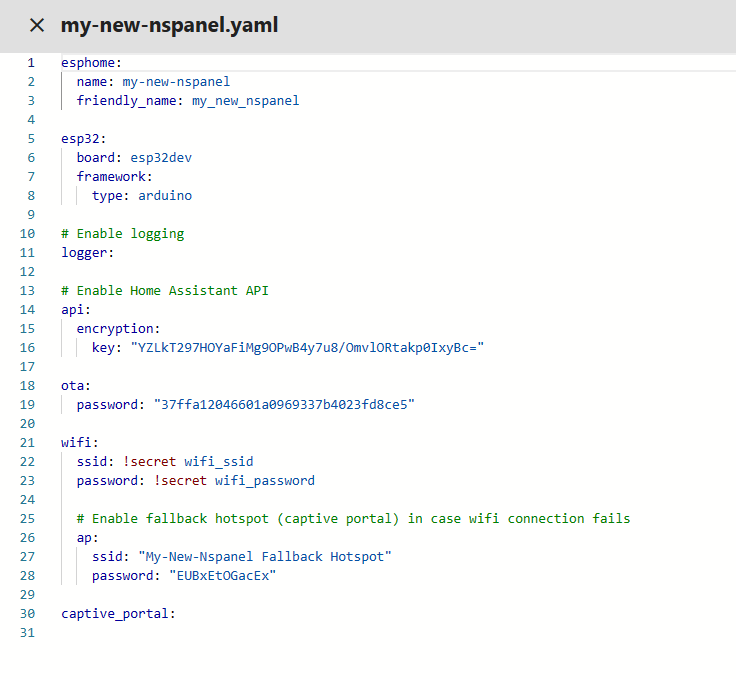 × my-new-nspanel.yaml
1 esphome:
2 name: my-new-nspanel
3 friendly_name: my_new_nspanel
4
5 esp32:
6 board: esp32dev
7 framework:
8 type: arduino
9
10 # Enable logging
11 logger:
12
13 # Enable Home Assistant API
14 api:
15 encryption:
16 key: "YZLkT297HOYaFiMg9OPwB4y7u8/OmvlORtakp0IxyBc="
17
18 ota:
19 password: "37ffa12046601a0969337b4023fd8ce5"
20
21 wifi:
22 ssid: !secret wifi_ssid
23 password: !secret wifi_password
24
25 # Enable fallback hotspot (captive portal) in case wifi connection fails
26 ap:
27 ssid: "My-New-Nspanel Fallback Hotspot"
28 password: "EUBxEtOGacEx"
29
30 captive_portal:
31